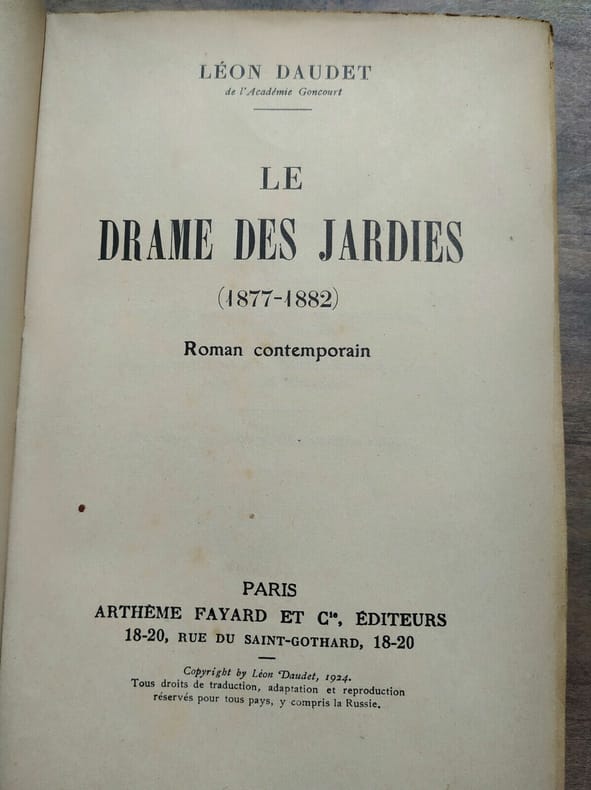 LÉON DAUDET
de l'Académie Goncourt
LE
DRAME DES JARDIES
(1877-1882)
Roman contemporain
PARIS
ARTHÈME FAYARD ET Cie, ÉDITEURS
18-20, RUE DU SAINT-GOTHARD, 18-20
Copyright by Léon Daudet, 1924.
Tous droits de traduction, adaptation et reproduction
réservés pour tous pays, y compris la Russie.